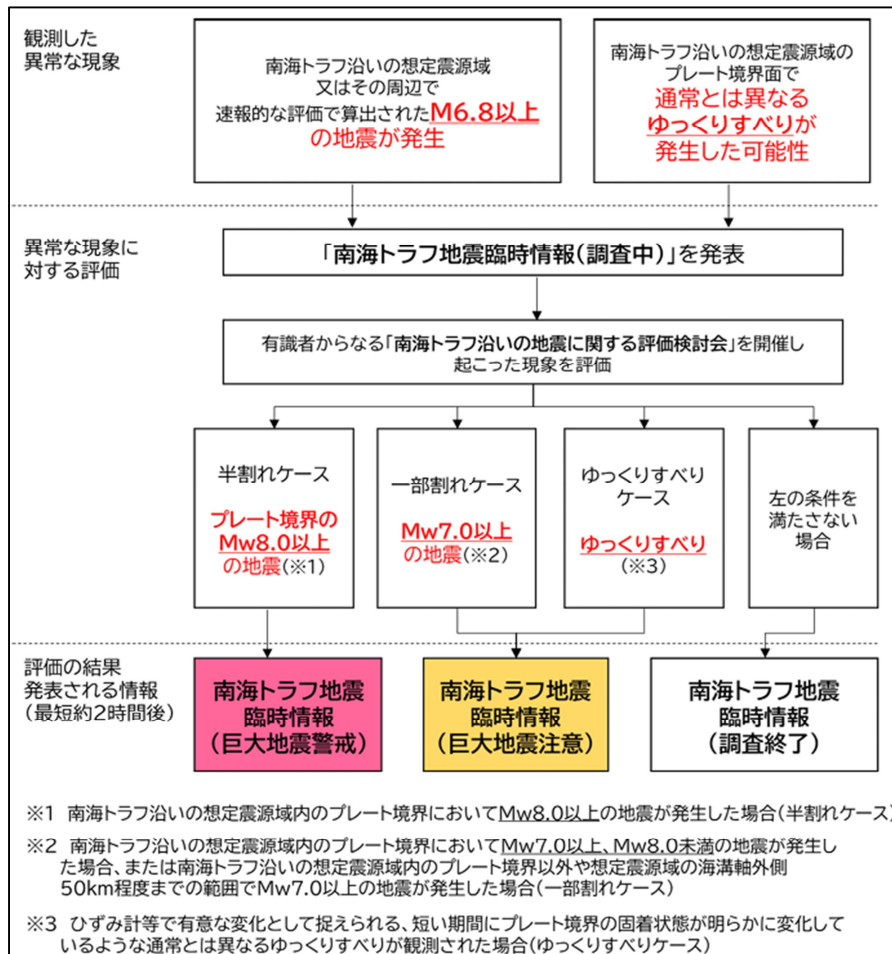 観測した
異常な現象
南海トラフ沿いの想定震源域
又はその周辺で
速報的な評価で算出されたM6.8以上
の地震が発生
南海トラフ沿いの想定震源域の
プレート境界面で
通常とは異なる
ゆっくりすべりが
発生した可能性
異常な現象に
対する評価
「南海トラフ地震臨時情報(調査中)」を発表
有識者からなる「南海トラフ沿いの地震に関する評価検討会」を開催し
起こった現象を評価
半割れケース
プレート境界の
Mw8.0以上
の地震(※1)
一部割れケース
Mw7.0以上
の地震(※2)
ゆっくりすべり
ケース
ゆっくりすべり
(※3)
左の条件を
満たさない
場合
評価の結果
発表される情報
(最短約2時間後)
南海トラフ地震
臨時情報
(巨大地震警戒)
南海トラフ地震
臨時情報
(巨大地震注意)
南海トラフ地震
臨時情報
(調査終了)
※1 南海トラフ沿いの想定震源域内のプレート境界においてMw8.0以上の地震が発生した場合(半割れケース)
※2 南海トラフ沿いの想定震源域内のプレート境界においてMw7.0以上、Mw8.0未満の地震が発生し
た場合、または南海トラフ沿いの想定震源域内のプレート境界以外や想定震源域の海溝軸外側
50km程度までの範囲でMw7.0以上の地震が発生した場合(一部割れケース)
※3 ひずみ計等で有意な変化として捉えられる、短い期間にプレート境界の固着状態が明らかに変化して
いるような通常とは異なるゆっくりすべりが観測された場合(ゆっくりすべりケース)